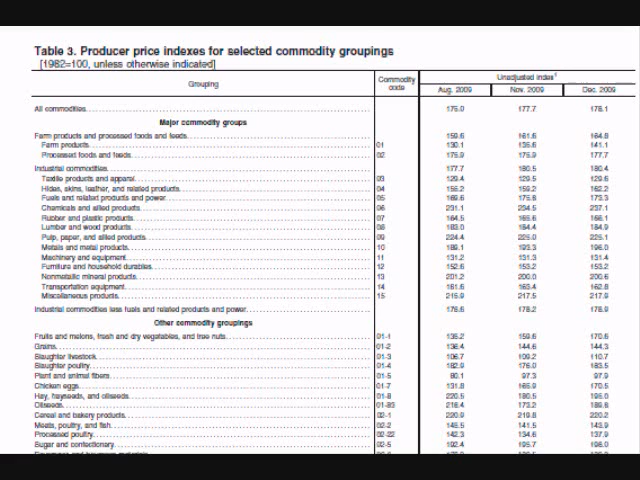 Table 3. Producer price indexes for selected commodity groupings
[1982=100, unless otherwise indicated]
Grouping Commodity code Unadjusted index¹
Aug. 2009 Nov. 2009 Dec. 2009
All commodities 175.0 177.7 178.1
Major commodity groups
Farm products and processed foods and feeds 159.6 161.6 164.8
Farm products 01 130.1 135.6 141.1
Processed foods and feeds 02 175.9 175.9 177.7
Industrial commodities 177.7 180.5 180.4
Textile products and apparel 03 129.4 129.5 129.6
Hides, skins, leather, and related products 04 155.2 159.2 162.2
Fuels and related products and power 05 169.6 175.8 173.3
Chemicals and allied products 06 231.1 234.5 237.1
Rubber and plastic products 07 164.5 165.6 166.1
Lumber and wood products 08 183.0 184.4 184.9
Pulp, paper, and allied products 09 224.4 225.0 225.1
Metals and metal products 10 189.1 193.3 196.0
Machinery and equipment 11 131.2 131.3 131.4
Furniture and household durables 12 152.6 153.2 153.2
Nonmetallic mineral products 13 201.2 200.0 200.6
Transportation equipment 14 161.6 163.4 162.8
Miscellaneous products 15 215.9 217.5 217.9
Industrial commodities less fuels and related products and power 176.6 178.2 178.9
Other commodity groupings
Fruits and melons, fresh and dry vegetables, and tree nuts 01-1 135.2 159.6 170.6
Grains 01-2 136.4 144.6 144.3
Slaughter livestock 01-3 106.7 109.2 110.7
Slaughter poultry 01-4 182.9 176.0 183.5
Plant and animal fibers 01-5 80.1 97.3 97.9
Chicken eggs 01-7 131.8 165.9 170.5
Hay, hayseeds, and oilseeds 01-8 220.5 180.5 195.0
Oilseeds 01-83 216.4 173.2 189.6
Cereal and bakery products 02-1 220.9 219.8 220.2
Meats, poultry, and fish 02-2 145.5 141.5 143.9
Processed poultry 02-22 142.3 134.6 137.9
Sugar and confectionery 02-5 192.4 195.7 198.0